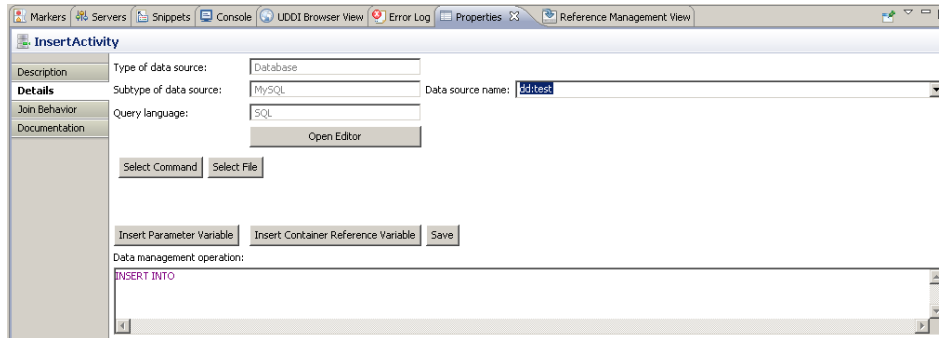 Markers Servers Snippets Console UDDI Browser View Error Log Properties Reference Management View
InsertActivity
Description
Details
Join Behavior
Documentation
Type of data source: Database
Subtype of data source: MySQL Data source name: dd:test
Query language: SQL
Open Editor
Select Command Select File
Insert Parameter Variable Insert Container Reference Variable Save
Data management operation:
INSERT INTO